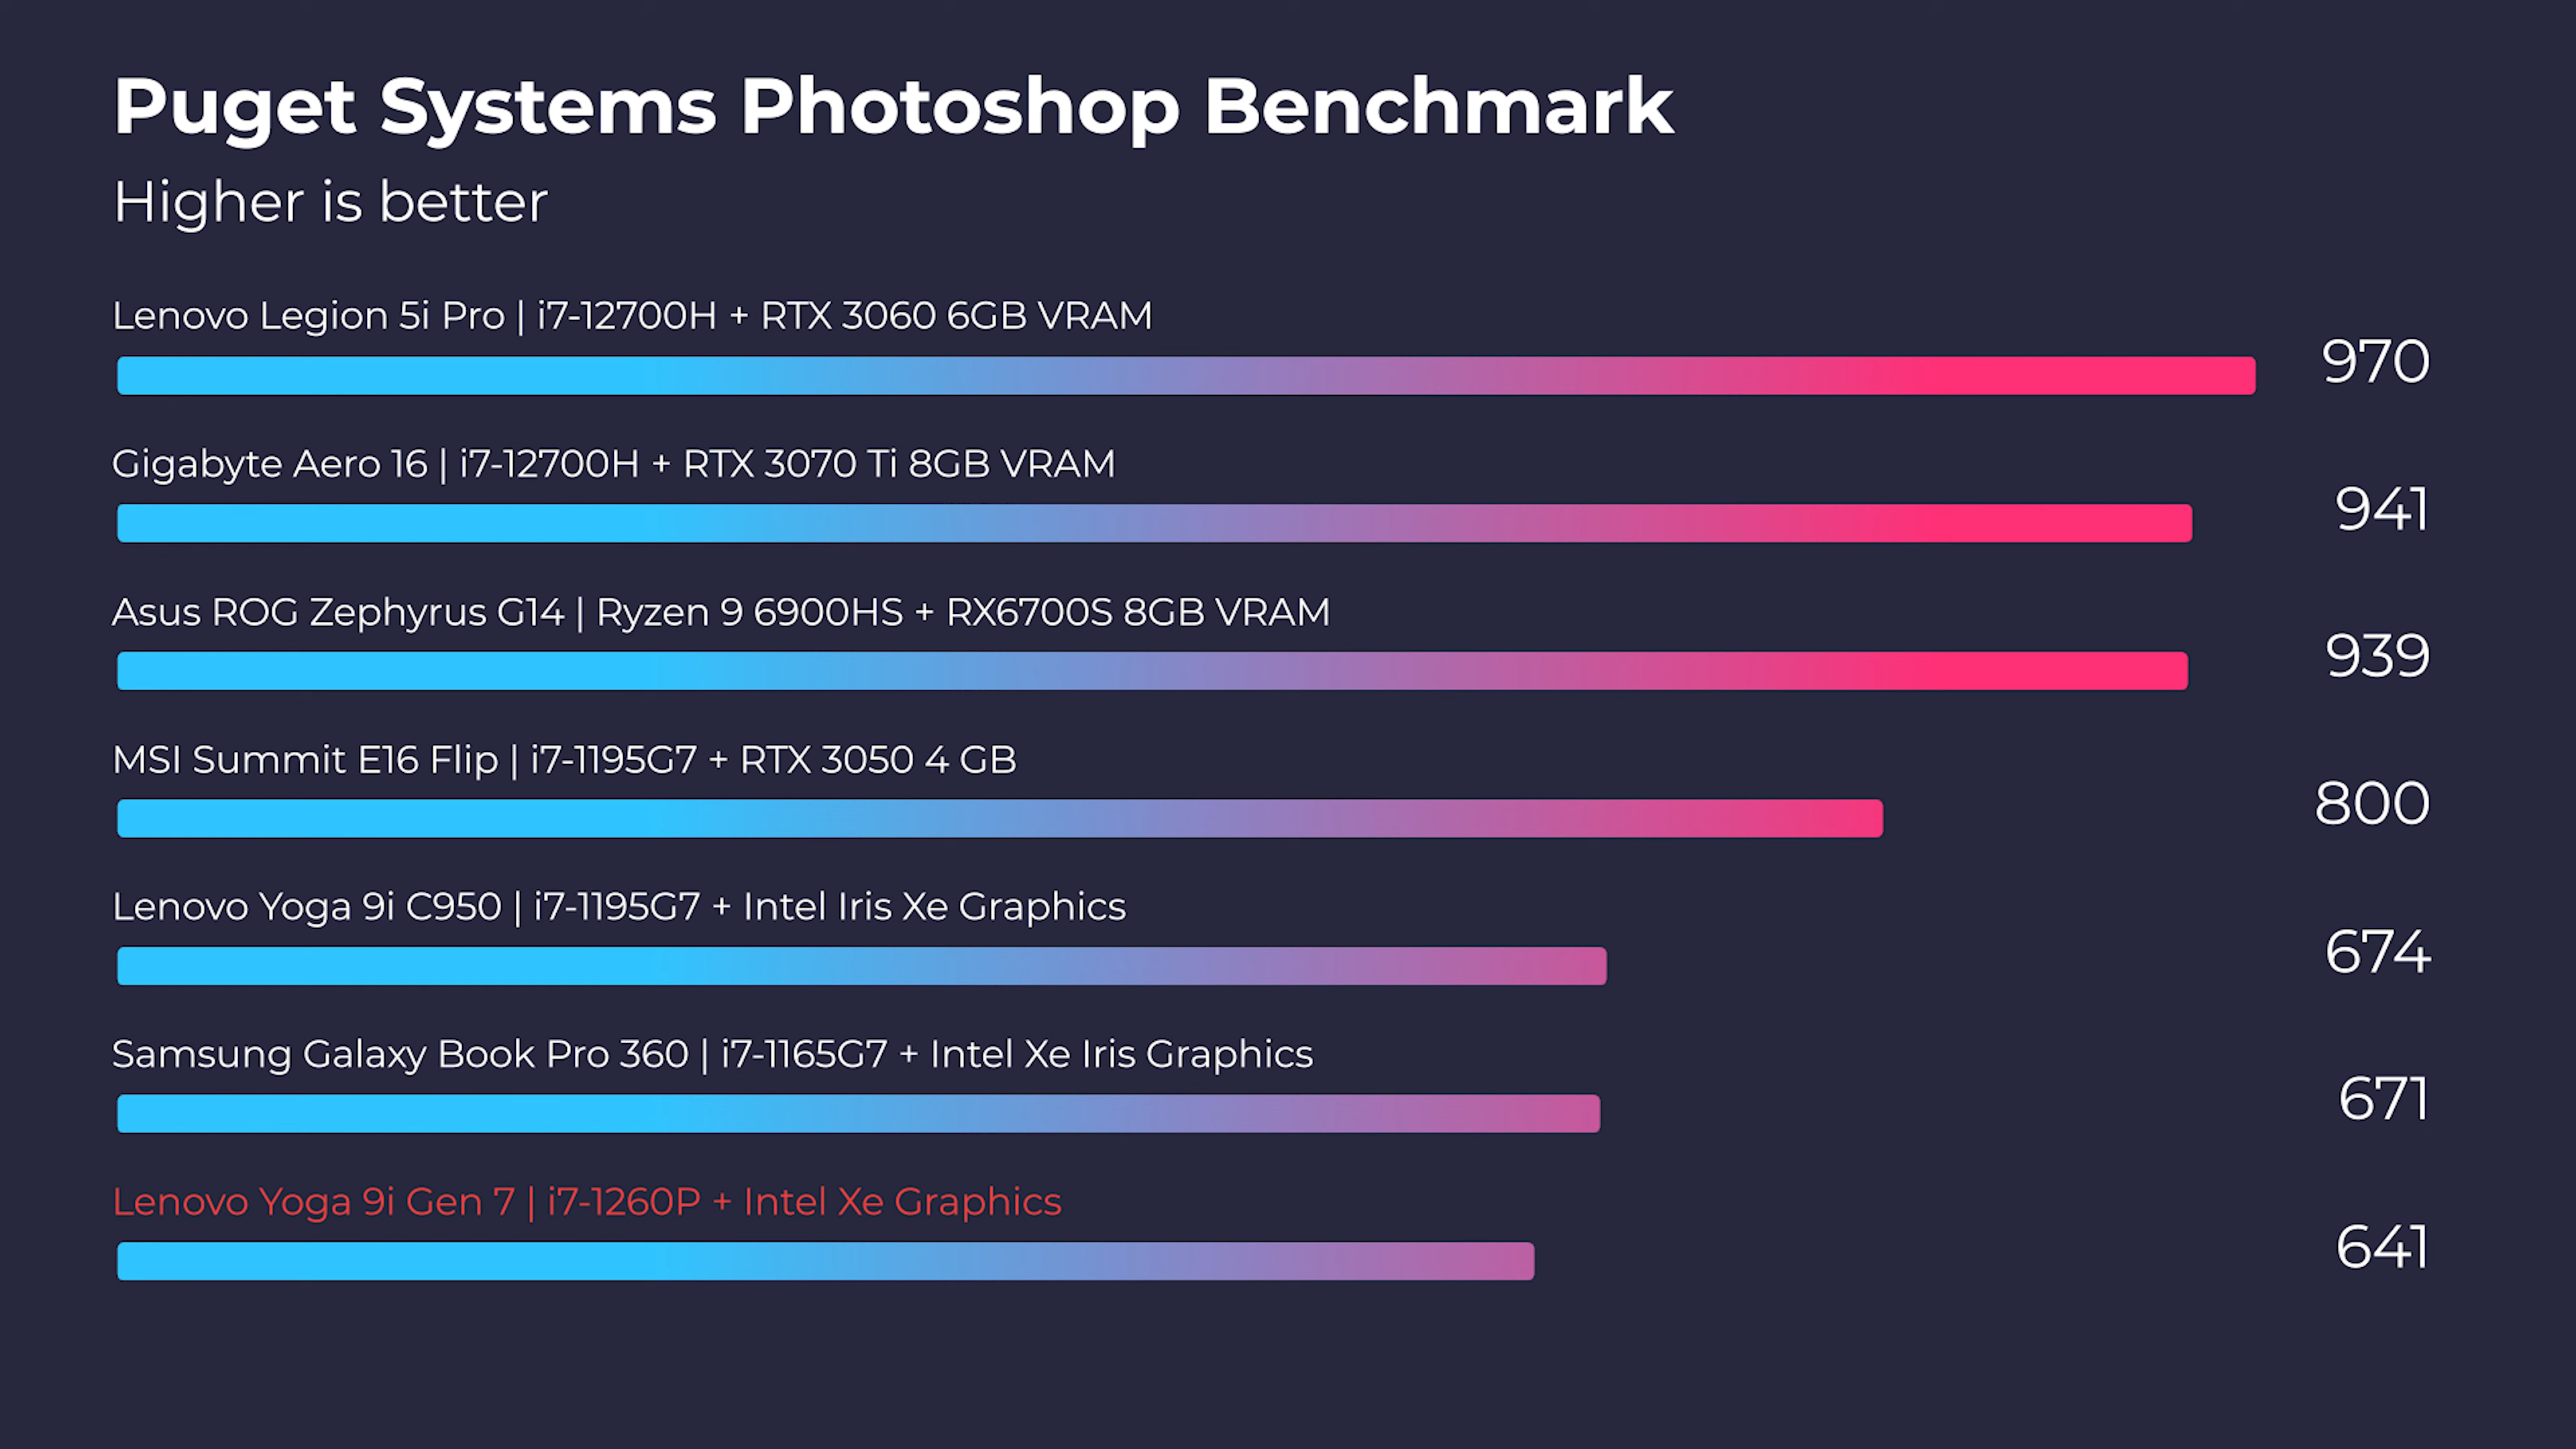 Puget Systems Photoshop Benchmark
Higher is better
Lenovo Legion 5i Pro | i7-12700H + RTX 3060 6GB VRAM
970
Gigabyte Aero 16 | i7-12700H + RTX 3070 Ti 8GB VRAM
941
Asus ROG Zephyrus G14 | Ryzen 9 6900HS + RX6700S 8GB VRAM
939
MSI Summit E16 Flip | i7-1195G7 + RTX 3050 4 GB
800
Lenovo Yoga 9i C950 | i7-1195G7 + Intel Iris Xe Graphics
674
Samsung Galaxy Book Pro 360 | i7-1165G7 + Intel Xe Iris Graphics
671
Lenovo Yoga 9i Gen 7 | i7-1260P + Intel Xe Graphics
641